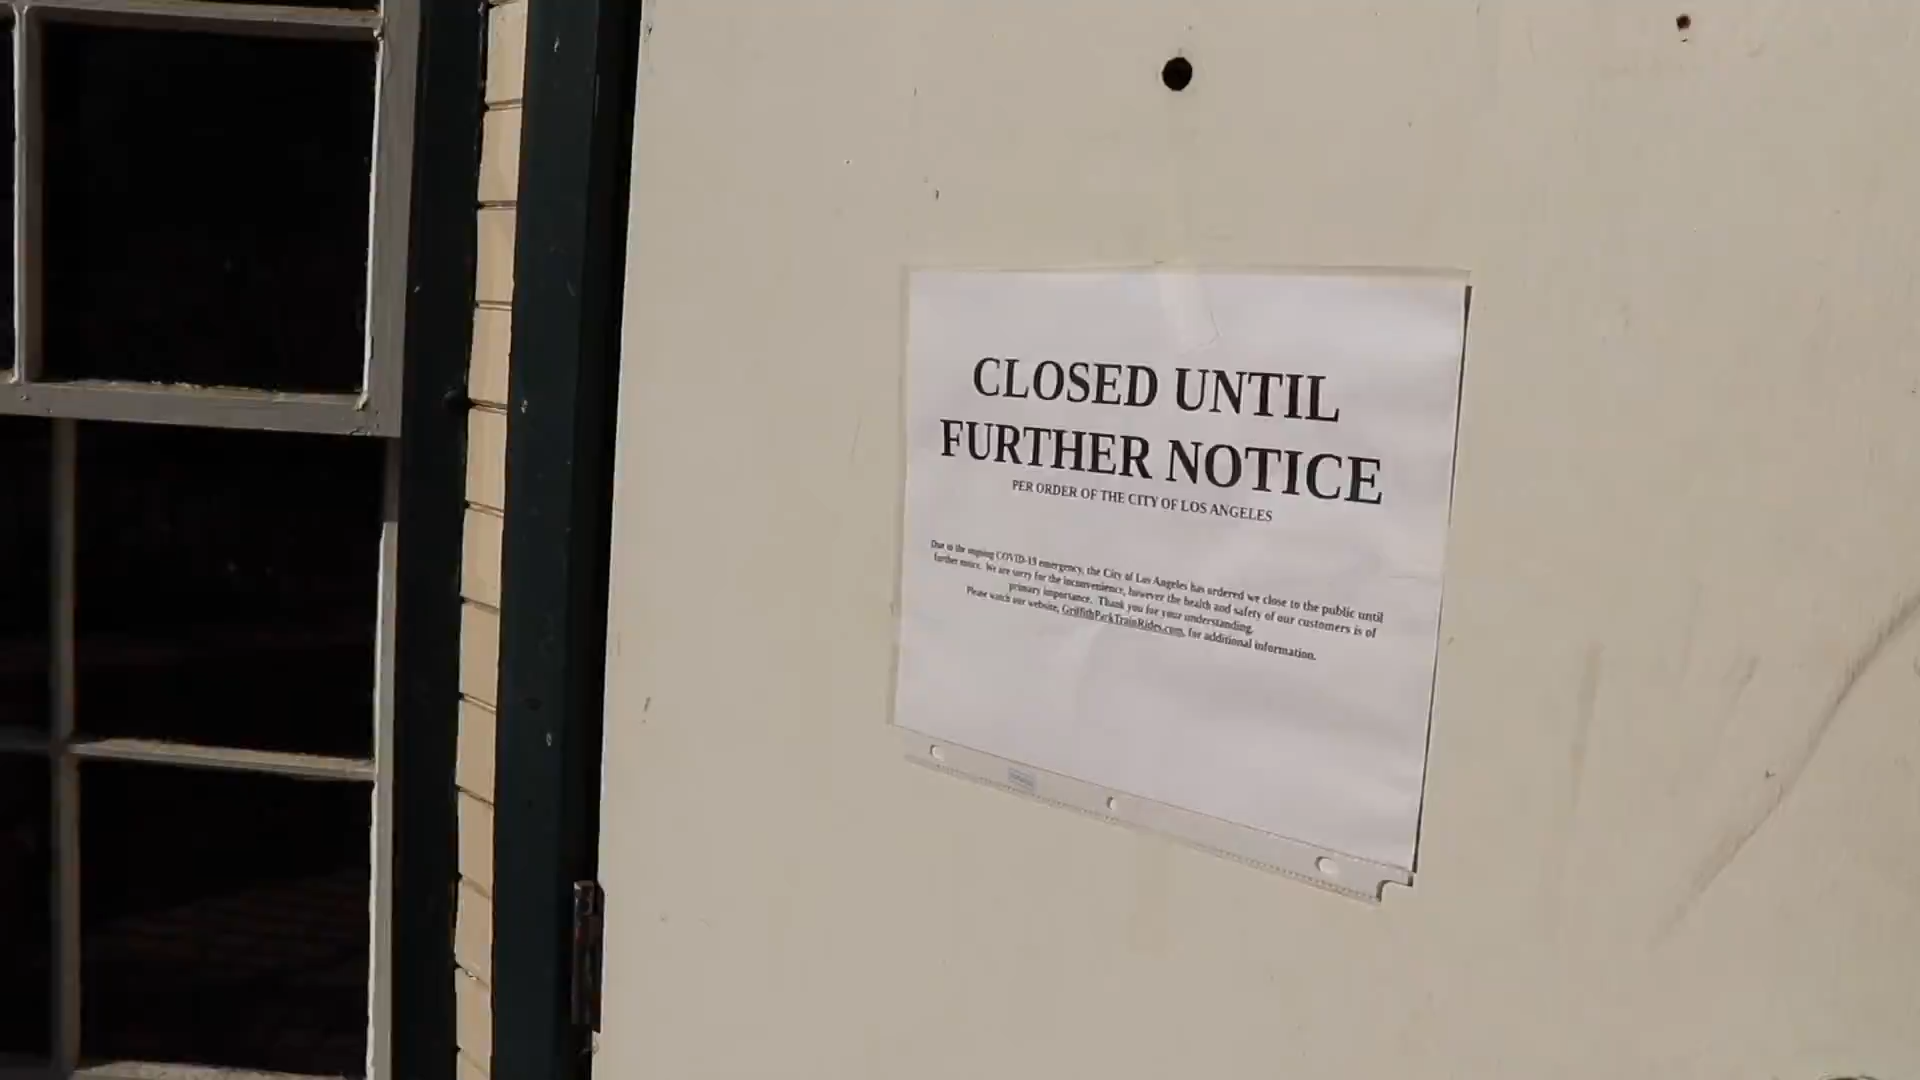 CLOSED UNTIL
FURTHER NOTICE
PER ORDER OF THE CITY OF LOS ANGELES
Due to the ongoing COVID-19 emergency, the City of Los Angeles has ordered we close to the public until
further notice. We are sorry for the inconvenience, however the health and safety of our customers is of
primary importance. Thank you for your understanding.
Please watch our website, GriffithParkTrainRides.com, for additional information.